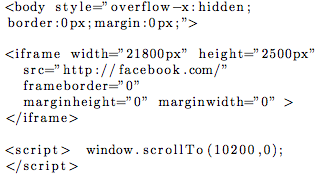 <body style="overflow-x:hidden;
border:0px;margin:0px;">
<iframe width="21800px" height="2500px"
src="http://facebook.com/"
frameborder="0"
marginheight="0" marginwidth="0" >
</iframe>
<script> window.scrollTo(10200,0);
</script>